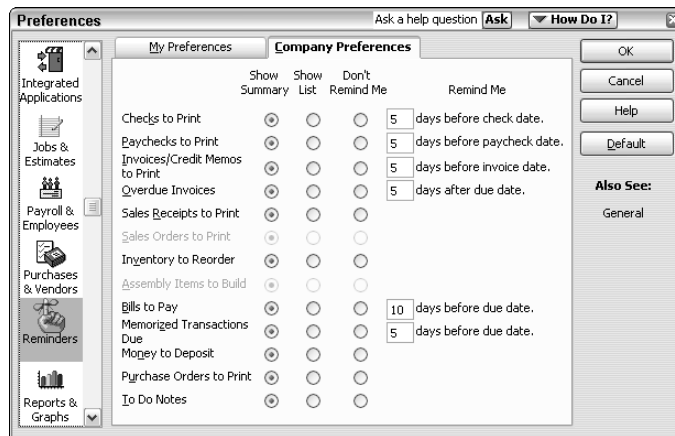 Preferences
Ask a help question Ask
How Do I?
My Preferences
Company Preferences
Integrated Applications
Jobs & Estimates
Payroll & Employees
Purchases & Vendors
Reminders
Reports & Graphs
Show Summary Show List Don't Remind Me Remind Me
Checks to Print 5 days before check date.
Paychecks to Print 5 days before paycheck date.
Invoices/Credit Memos to Print 5 days before invoice date.
Overdue Invoices 5 days after due date.
Sales Receipts to Print
Sales Orders to Print
Inventory to Reorder
Assembly Items to Build
Bills to Pay 10 days before due date.
Memorized Transactions Due 5 days before due date.
Money to Deposit
Purchase Orders to Print
To Do Notes
OK
Cancel
Help
Default
Also See:
General